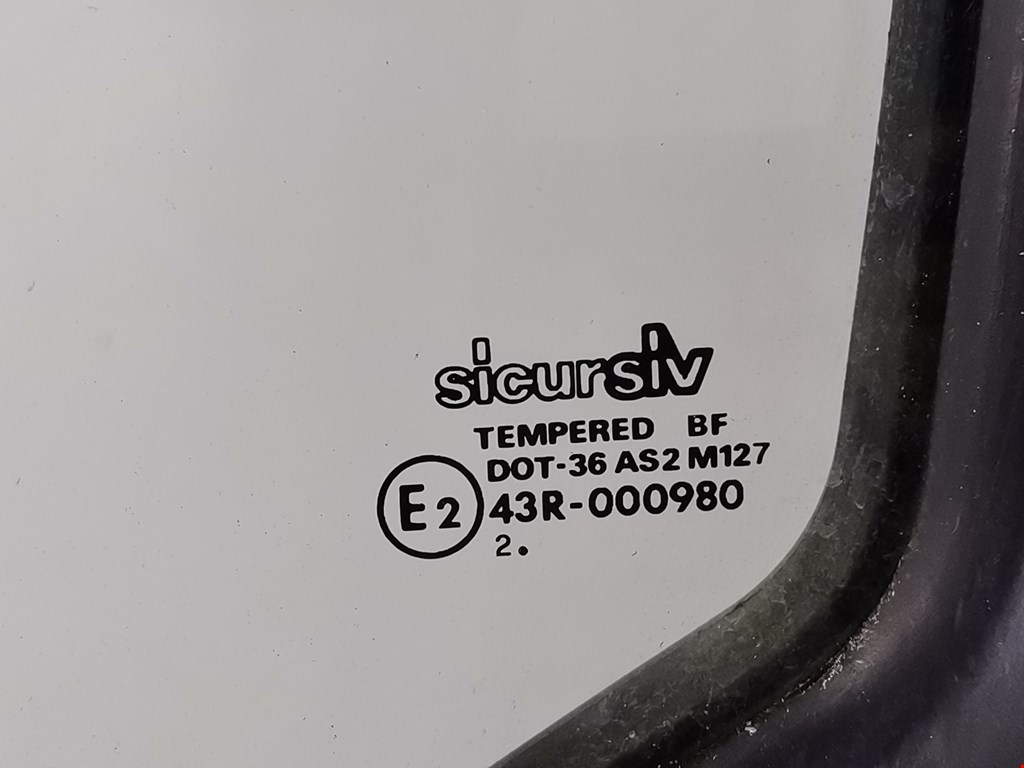 sicursiv
TEMPERED BF
DOT-36 AS2 M127
E2 43R-000980
2.